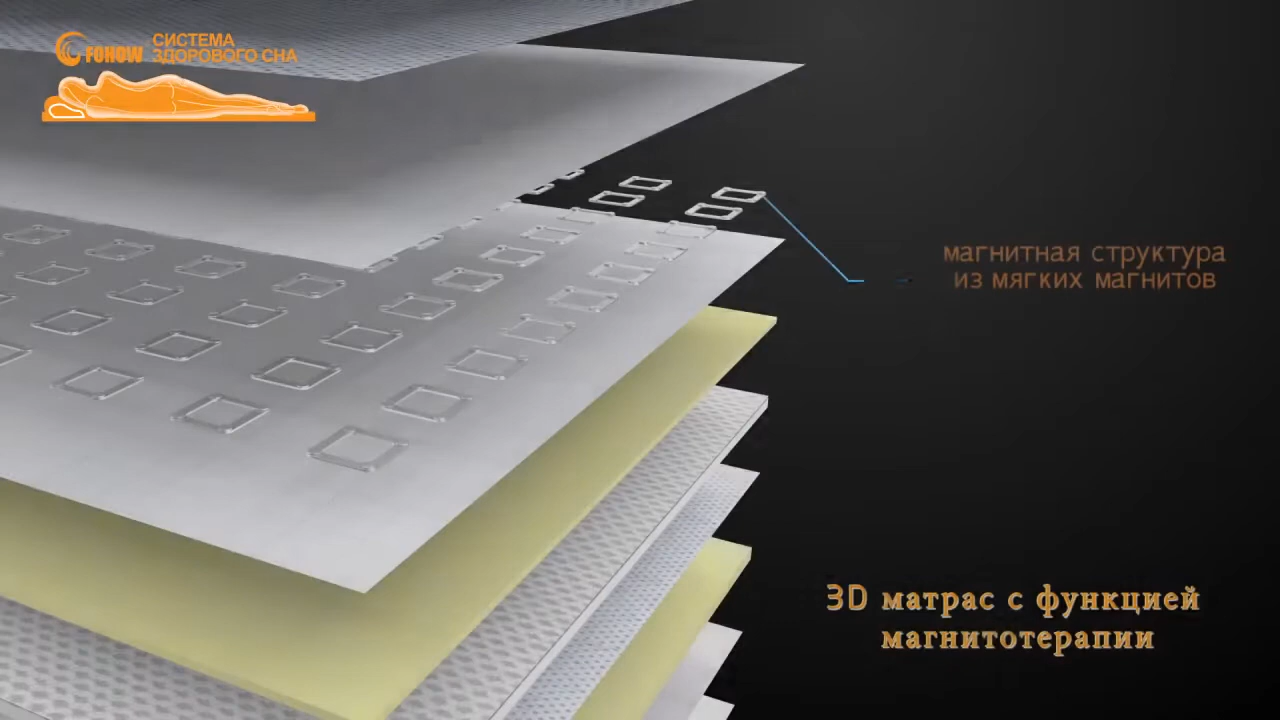 FOHOW
СИСТЕМА
ЗДОРОВОГО СНА
магнитная структура
из мягких магнитов
3D матрас с функцией
магнитотерапии